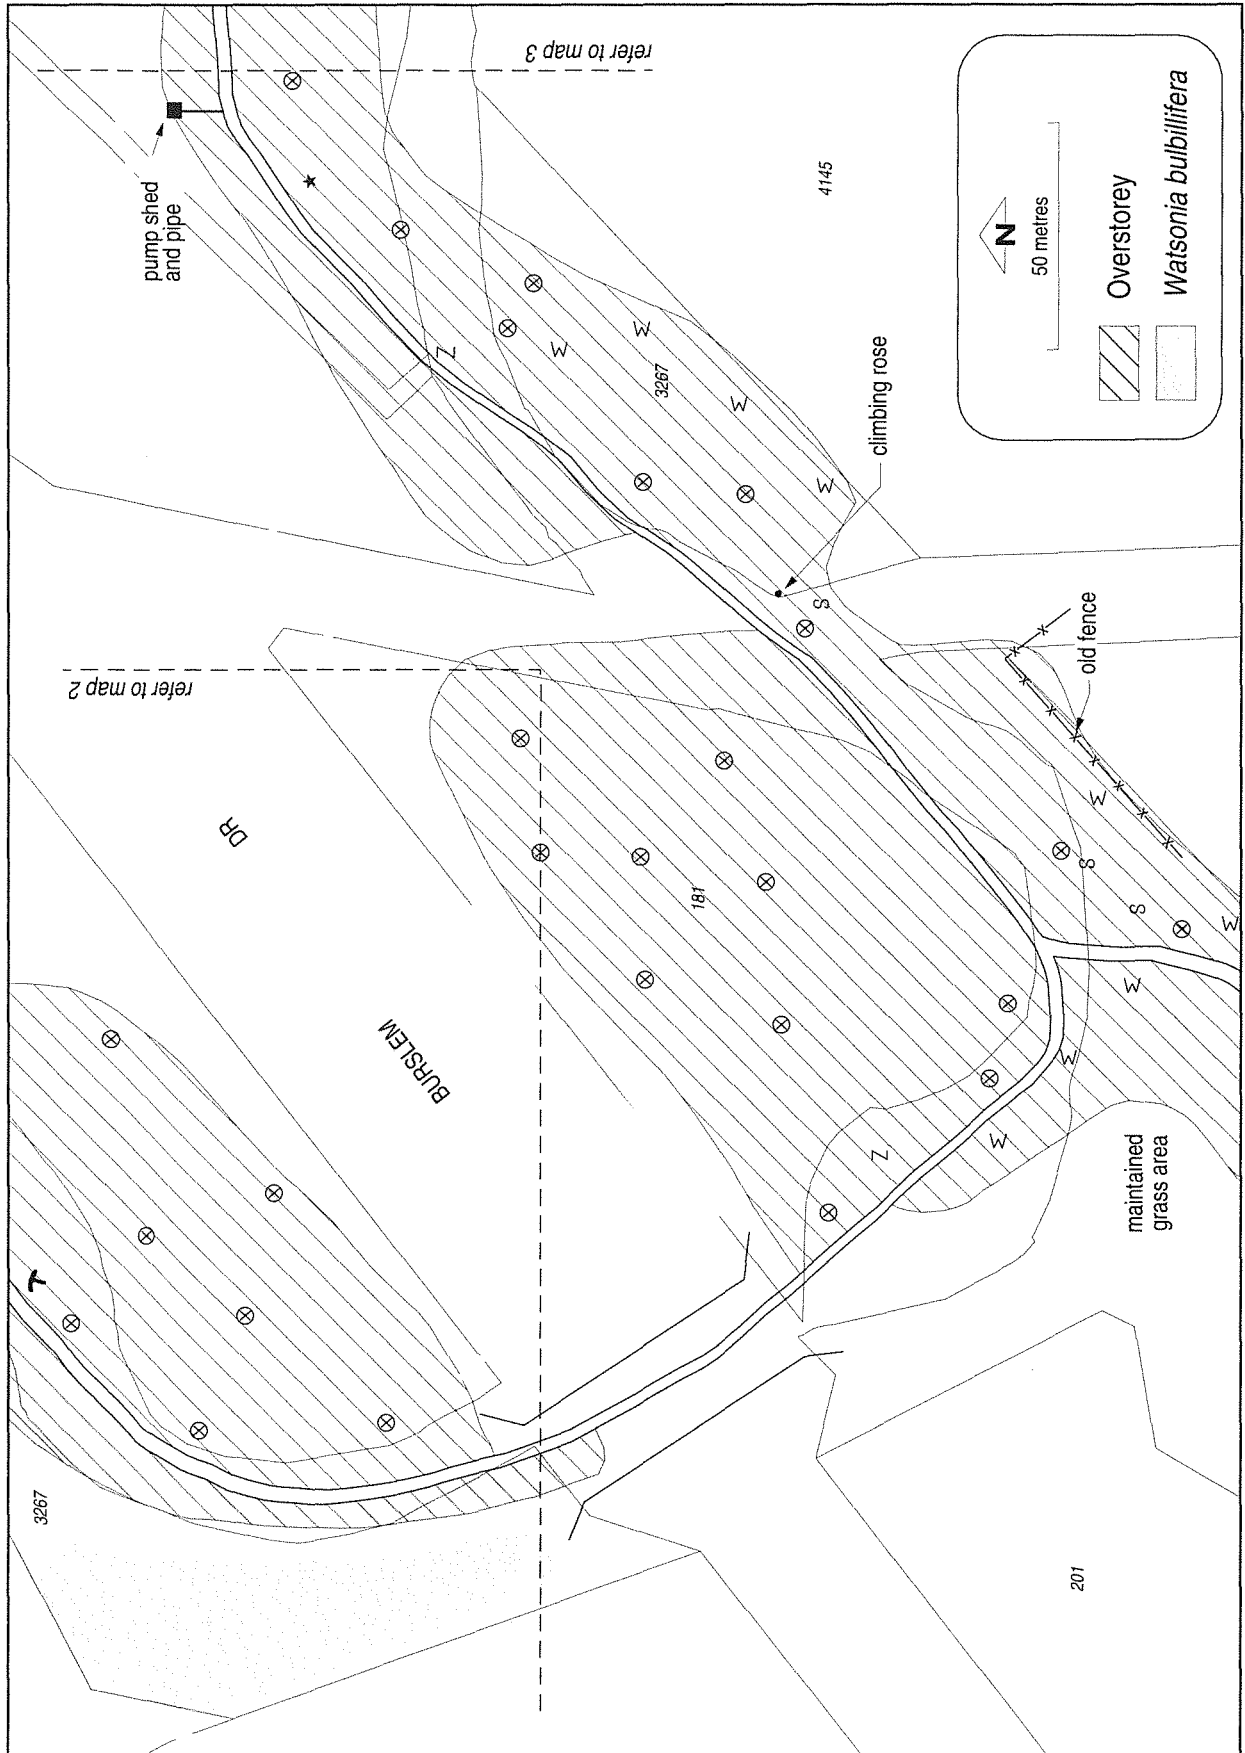 3267
T
refer to map 2
pump shed
and pipe
DR
BURSLEM
Z
W
refer to map 3
W
3267
181
W
S
W
4145
Z
climbing rose
W
N
50 metres
W
201
S
old fence
W
Overstorey
W
maintained
grass area
S
Watsonia bulbillifera
W